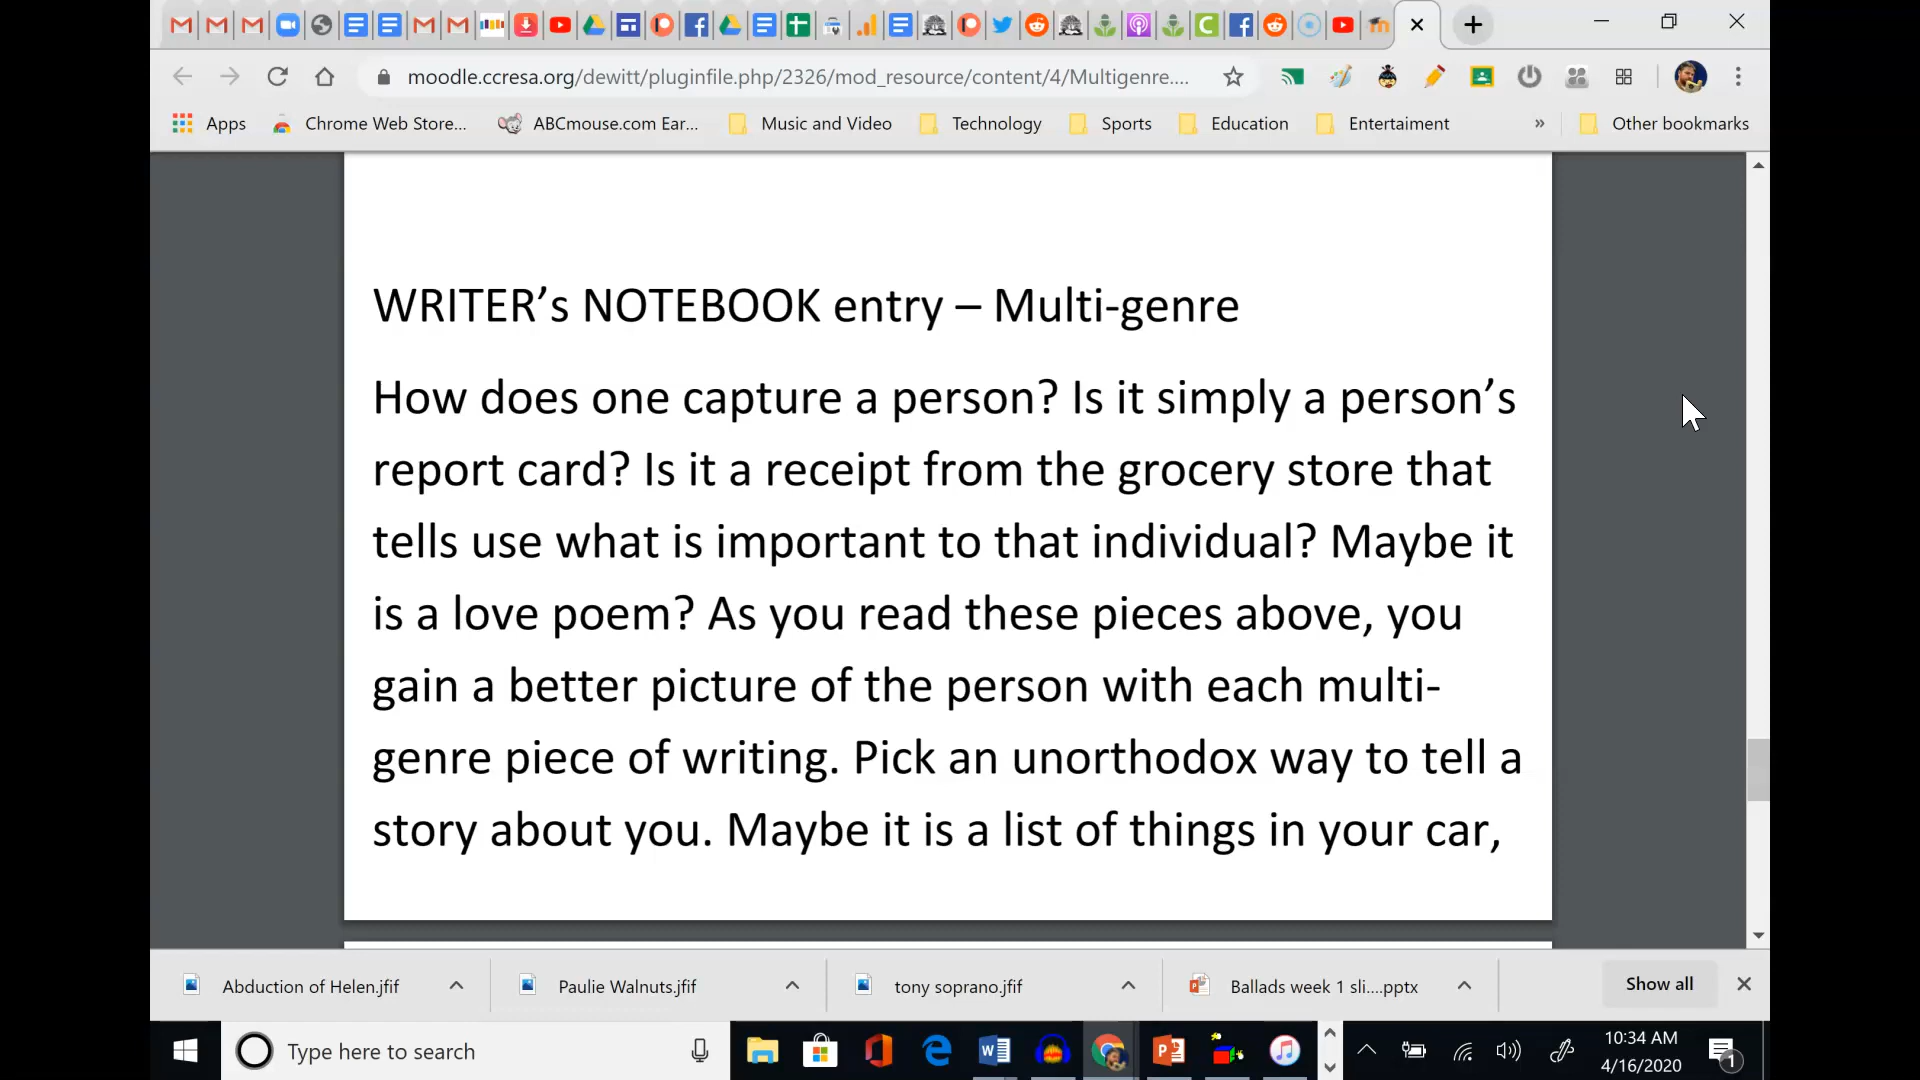 moodle.ccresa.org/dewitt/pluginfile.php/2326/mod_resource/content/4/Multigenre....
Apps Chrome Web Store... ABCmouse.com Ear... Music and Video Technology Sports Education Entertaiment » Other bookmarks
WRITER’s NOTEBOOK entry – Multi-genre
How does one capture a person? Is it simply a person’s
report card? Is it a receipt from the grocery store that
tells use what is important to that individual? Maybe it
is a love poem? As you read these pieces above, you
gain a better picture of the person with each multi-
genre piece of writing. Pick an unorthodox way to tell a
story about you. Maybe it is a list of things in your car,
Abduction of Helen.jfif Paulie Walnuts.jfif tony soprano.jfif Ballads week 1 sli....pptx Show all
Type here to search
10:34 AM
4/16/2020
1